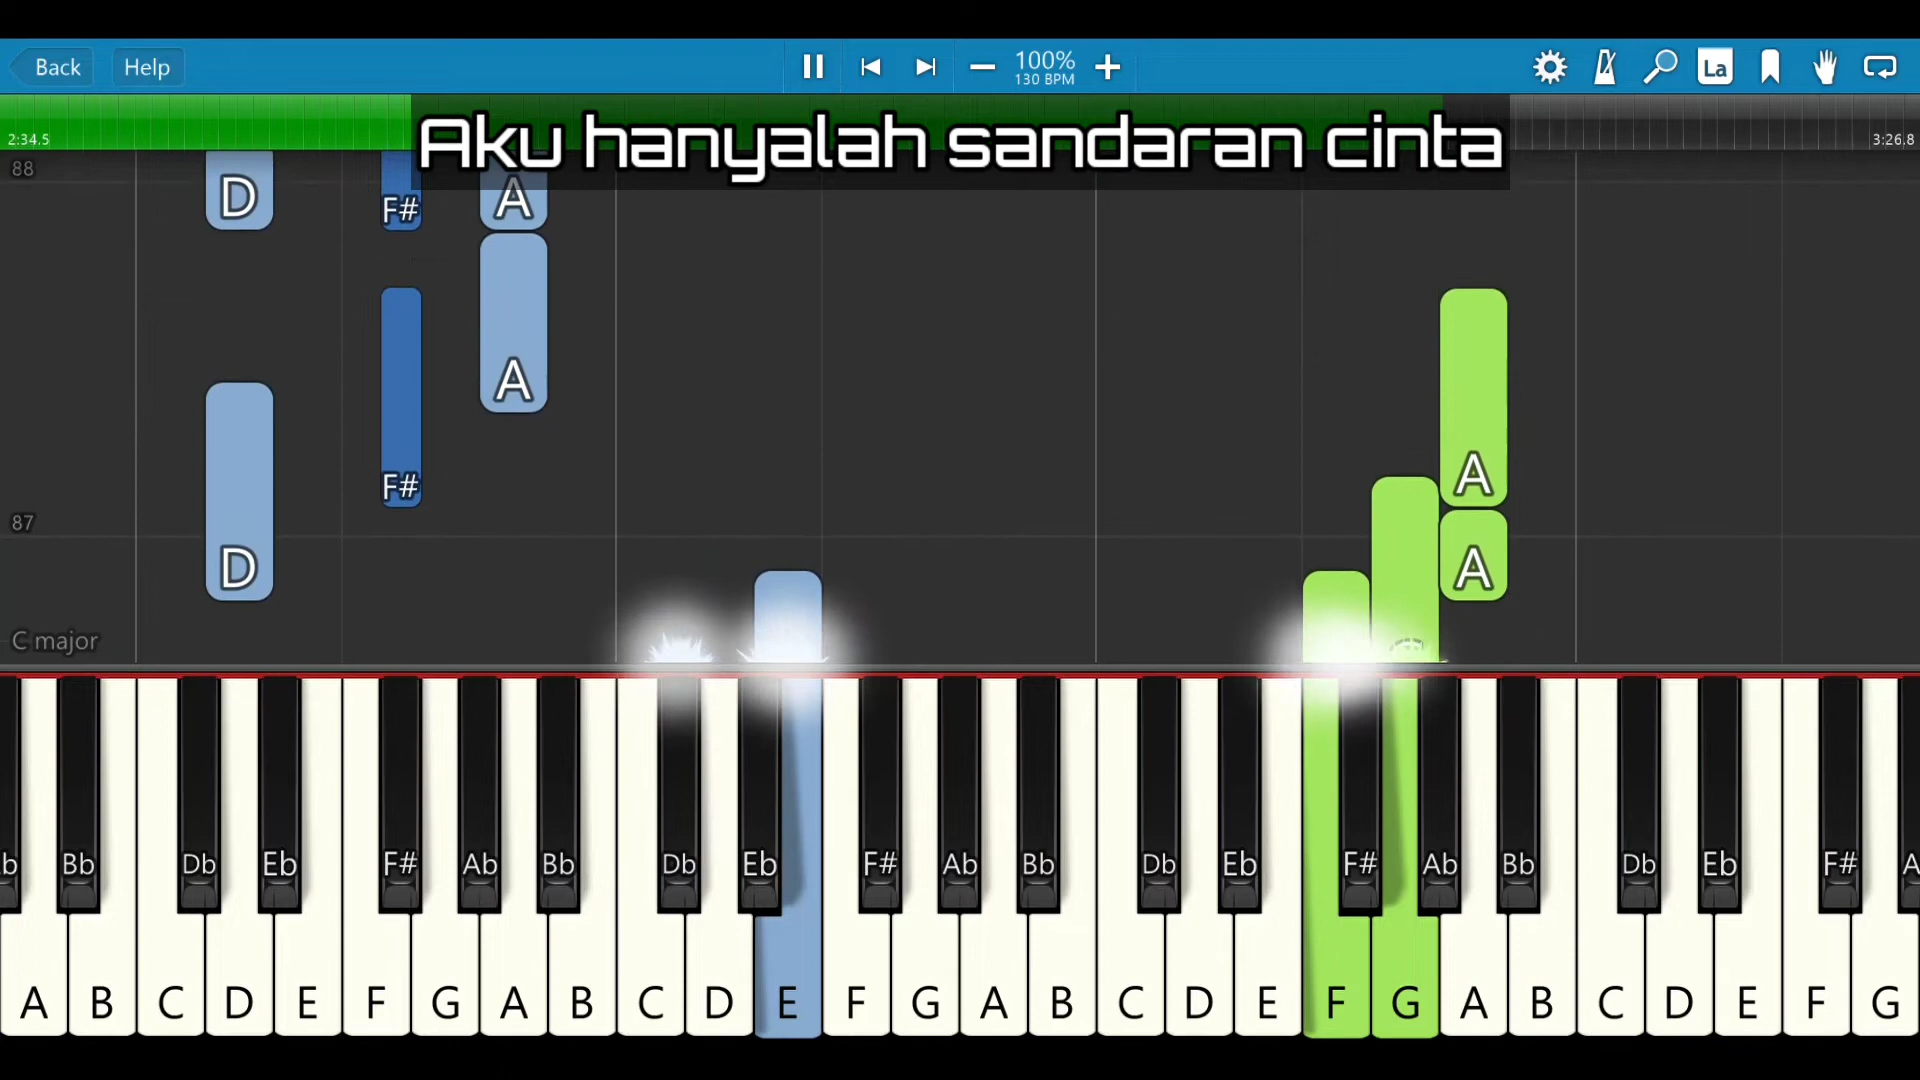 Back Help 100% La
130 BPM
Aku hanyalah sandaran cinta
2:34.5 3:26.8
88
D F# A
A
F# A
87
D A
C major
b Bb Db Eb F# Ab Bb Db Eb F# Ab Bb Db Eb F# Ab Bb Db Eb F# A
A B C D E F G A B C D E F G A B C D E F G A B C D E F G